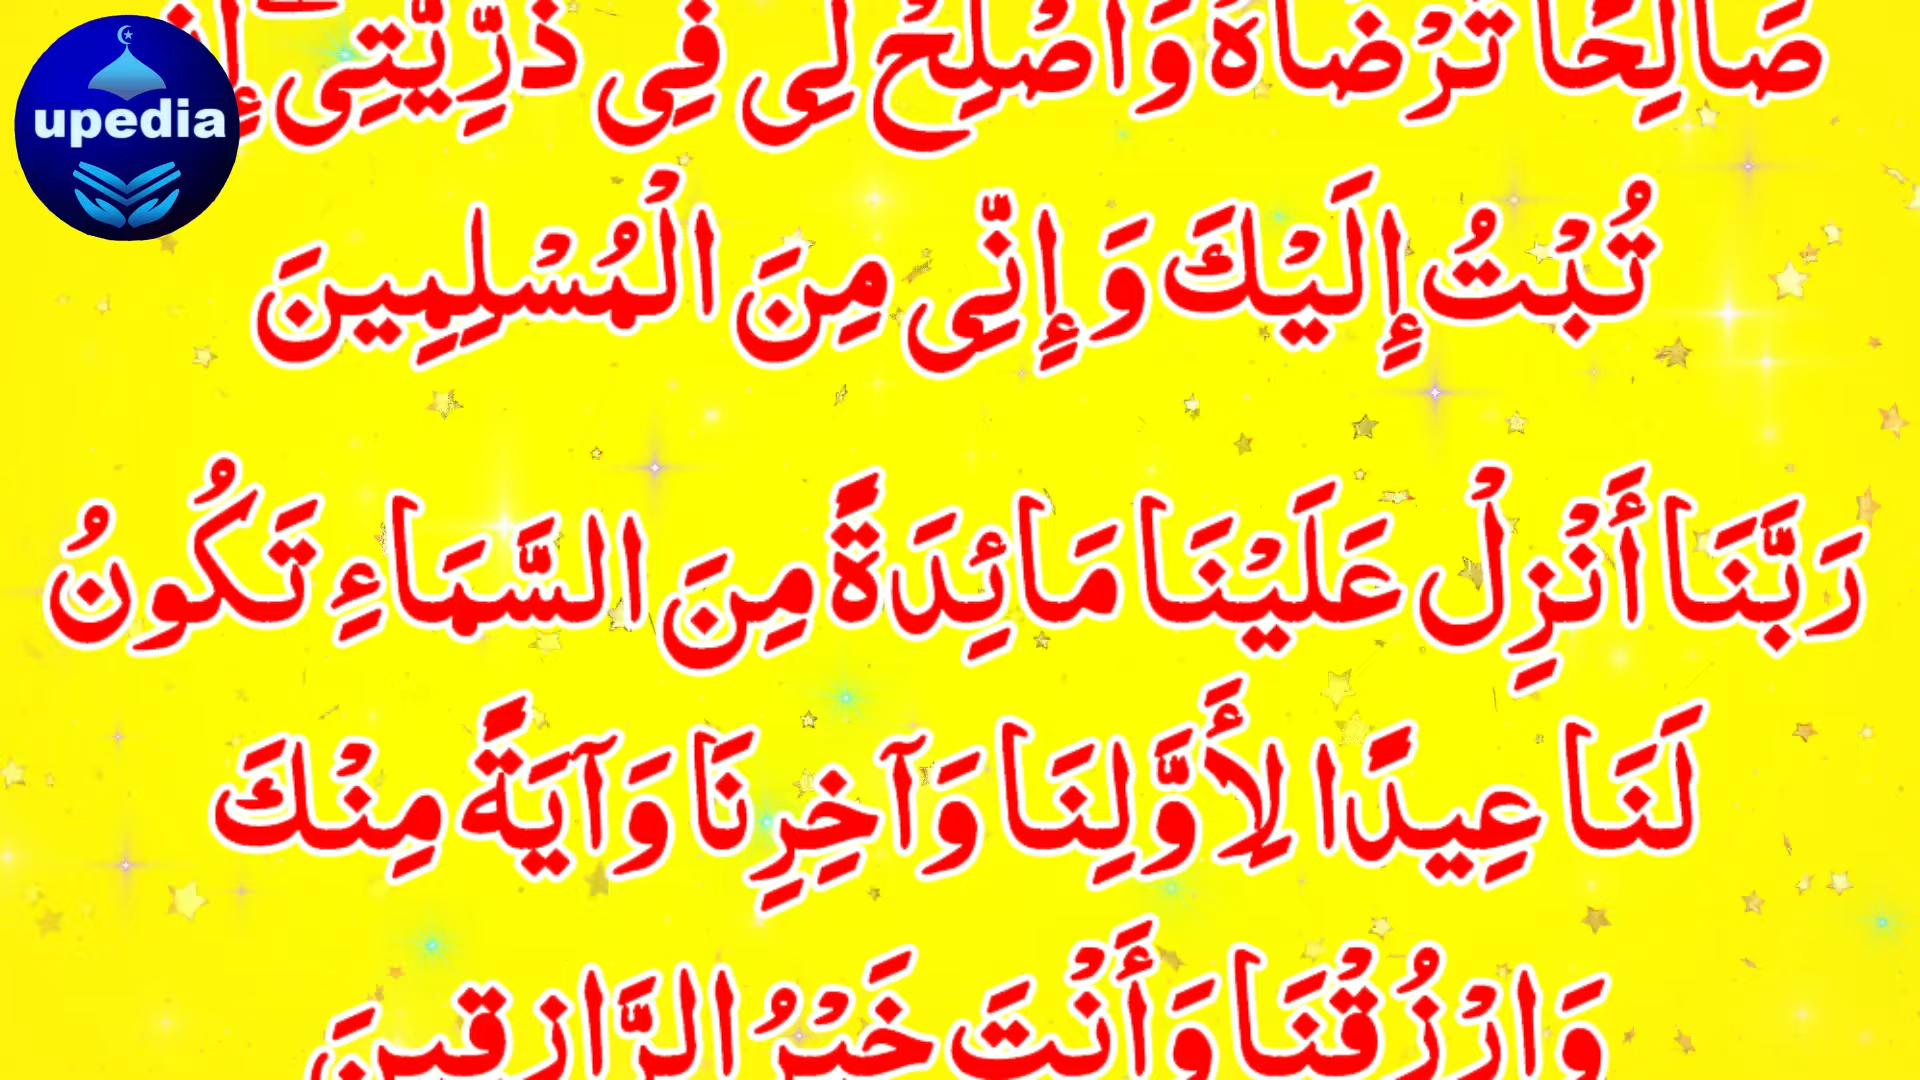 upedia
صَالِحًا تَرْضَاهُ وَأَصْلِحْ لِى فِى ذُرِّيَّتِى
تُبْتُ إِلَيْكَ وَإِنِّى مِنَ الْمُسْلِمِينَ
رَبَّنَا أَنْزِلْ عَلَيْنَا مَائِدَةً مِنَ السَّمَاءِ تَكُونُ
لَنَا عِيدًا لِأَوَّلِنَا وَآخِرِنَا وَآيَةً مِنْكَ
وَارْزُقْنَا وَأَنْتَ خَيْرُ الرَّازِقِينَ